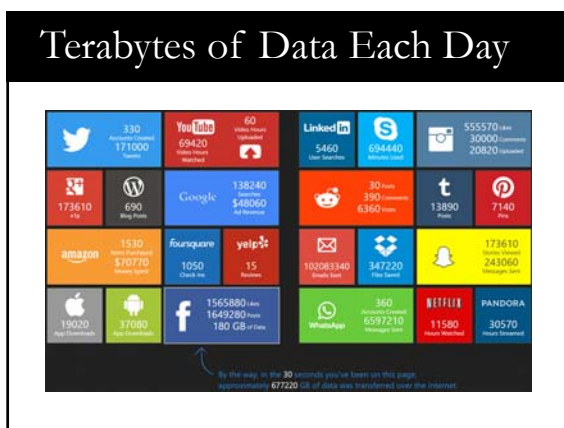 Terabytes of Data Each Day
330
Accounts Created
171000
Tweets
YouTube
69420
Video Hours
Watched
60
Video Hours
Uploaded
Linked in
5460
User Searches
694440
Minutes Used
555570 Likes
30000 Comments
20820 Uploaded
173610
+1s
690
Blog Posts
Google
138240
Searches
$48060
Ad Revenue
30 Posts
390 Comments
6360 Votes
t
13890
Posts
7140
Pins
amazon
1530
Items Purchased
$70770
Money Spent
foursquare
1050
Check Ins
yelp
15
Reviews
102083340
Emails Sent
347220
Files Saved
173610
Stories Viewed
243060
Messages Sent
19020
App Downloads
37080
App Downloads
f
1565880 Likes
1649280 Posts
180 GB of Data
WhatsApp
360
Accounts Created
6597210
Messages Sent
NETFLIX
11580
Hours Watched
PANDORA
30570
Hours Streamed
By the way, in the 30 seconds you've been on this page,
approximately 677220 GB of data was transferred over the internet.